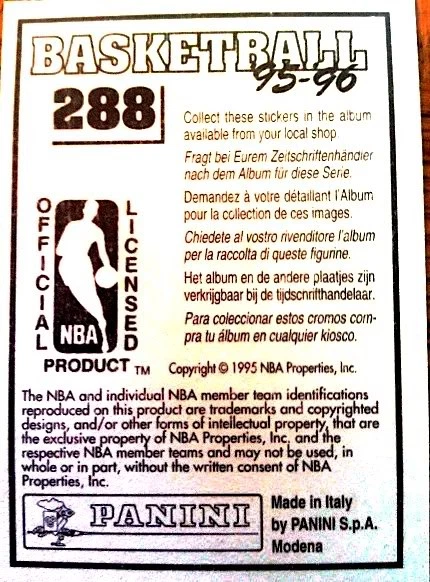 BASKETBALL
95-96
288
Collect these stickers in the album
available from your local shop.
Fragt bei Eurem Zeitschriftenhändler
nach dem Album für diese Serie.
Demandez à votre détaillant l'Album
pour la collection de ces images.
Chiedete al vostro rivenditore l'album
per la raccolta di queste figurine.
Het album en de andere plaatjes zijn
verkrijgbaar bij de tijdschrifthandelaar.
Para coleccionar estos cromos com-
pra tu álbum en cualquier kiosco.
OFFICIAL
LICENSED
NBA
PRODUCT TM
Copyright © 1995 NBA Properties, Inc.
The NBA and individual NBA member team identifications
reproduced on this product are trademarks and copyrighted
designs, and/or other forms of intellectual property, that are
the exclusive property of NBA Properties, Inc. and the
respective NBA member teams and may not be used, in
whole or in part, without the written consent of NBA
Properties, Inc.
PANINI
Made in Italy
by PANINI S.p.A.
Modena